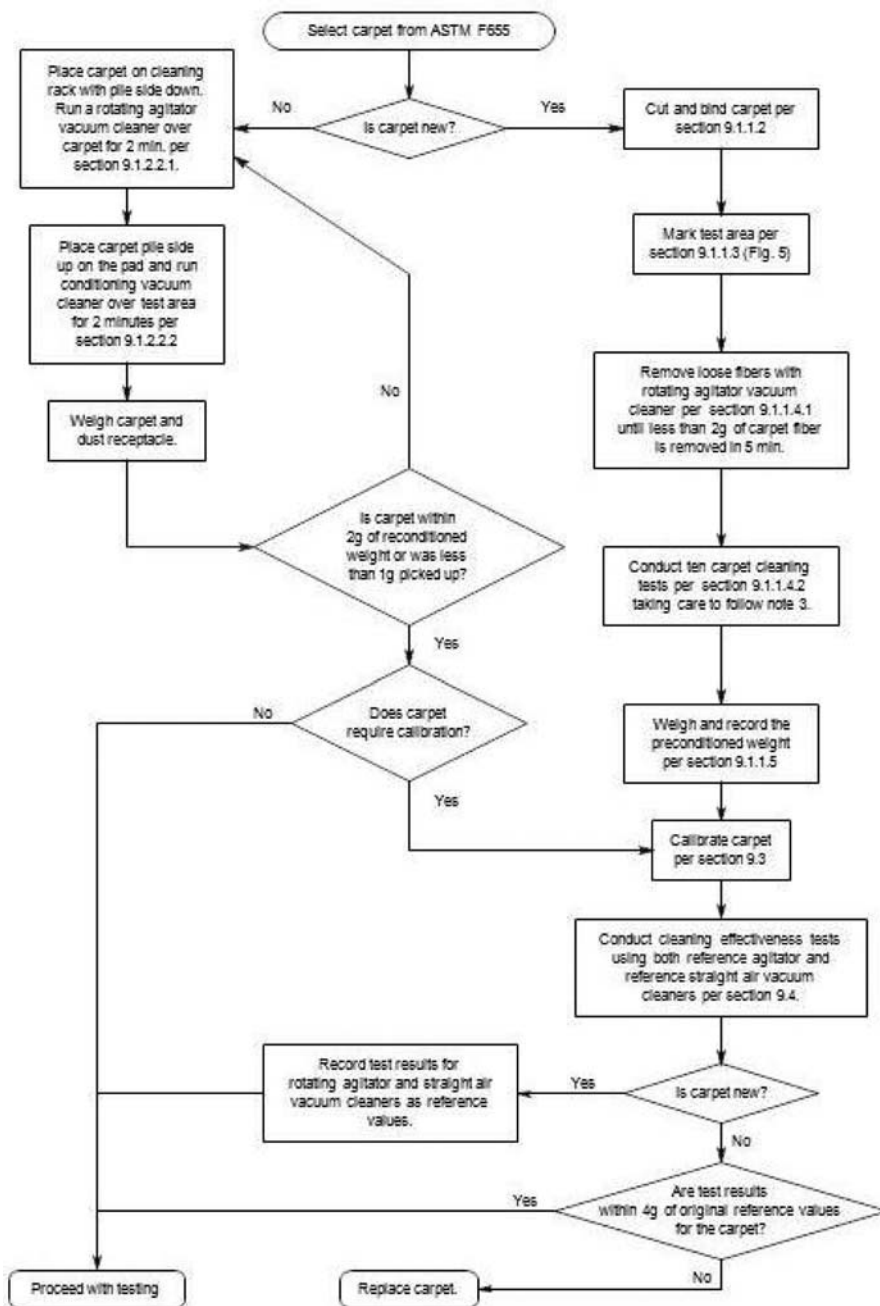 Select carpet from ASTM F655
Place carpet on cleaning
rack with pile side down.
Run a rotating agitator
vacuum cleaner over
carpet for 2 min. per
section 9.1.2.2.1.
No
Is carpet new?
Yes
Cut and bind carpet per
section 9.1.1.2
Place carpet pile side
up on the pad and run
conditioning vacuum
cleaner over test area
for 2 minutes per
section 9.1.2.2.2
Mark test area per
section 9.1.1.3 (Fig. 5)
No
Remove loose fibers with
rotating agitator vacuum
cleaner per section 9.1.1.4.1
until less than 2g of carpet fiber
is removed in 5 min.
Weigh carpet and
dust receptacle.
Is carpet within
2g of reconditioned
weight or was less
than 1g picked up?
Conduct ten carpet cleaning
tests per section 9.1.1.4.2
taking care to follow note 3.
Yes
No
Does carpet
require calibration?
Weigh and record the
preconditioned weight
per section 9.1.1.5
Yes
Calibrate carpet
per section 9.3
Conduct cleaning effectiveness tests
using both reference agitator and
reference straight air vacuum
cleaners per section 9.4.
Record test results for
rotating agitator and straight air
vacuum cleaners as reference
values.
Yes
Is carpet new?
No
Yes
Are test results
within 4g of original reference values
for the carpet?
Proceed with testing
Replace carpet.
No